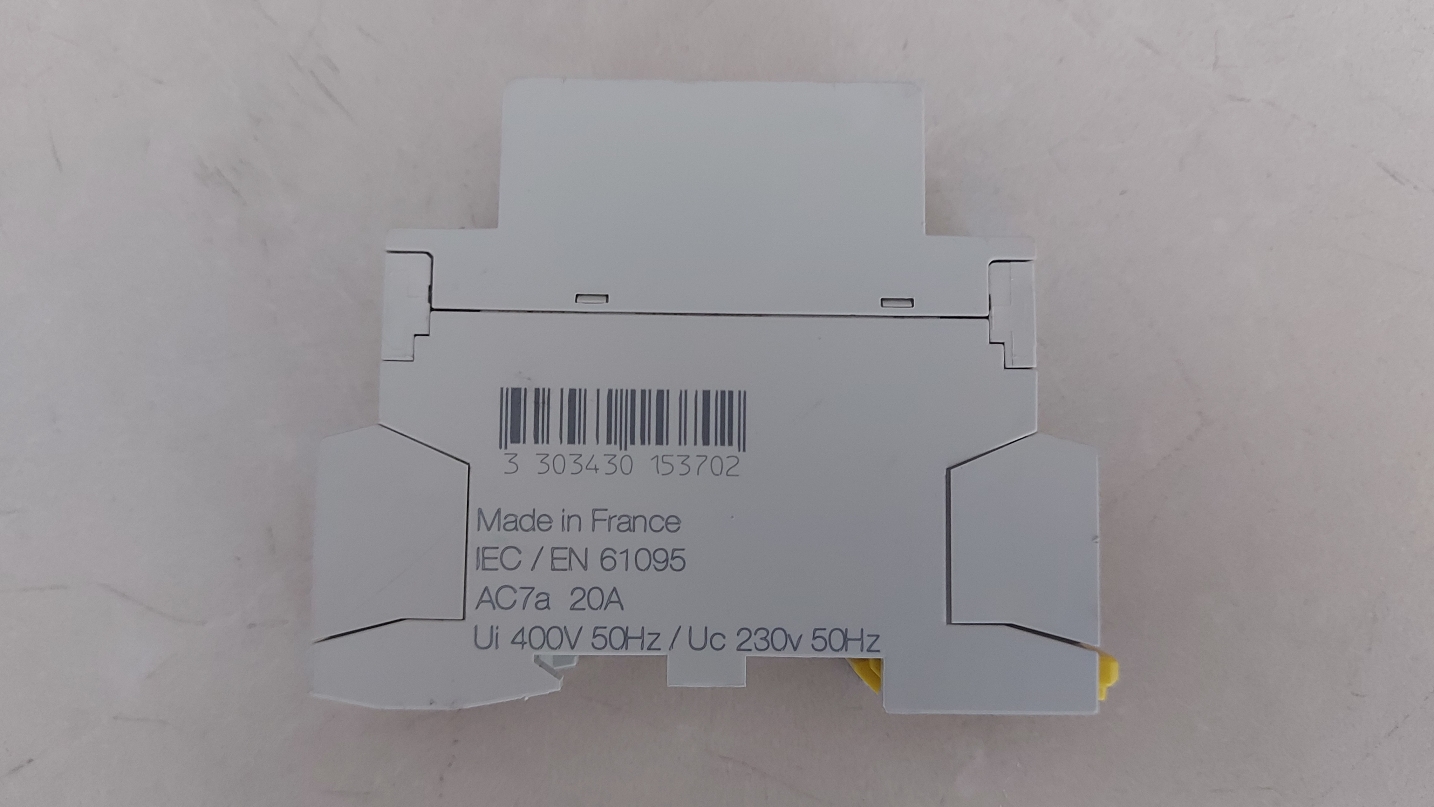 3 303430 153702
Made in France
IEC / EN 61095
AC7a 20A
Ui 400V 50Hz / Uc 230v 50Hz